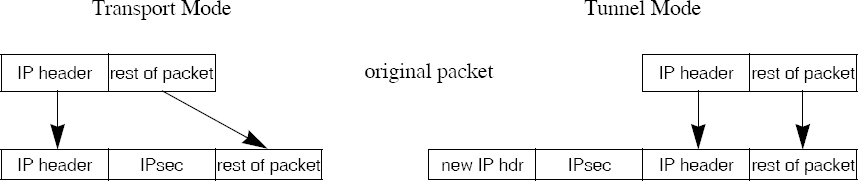 Transport Mode Tunnel Mode
IP header rest of packet original packet IP header rest of packet
IP header IPsec rest of packet new IP hdr IPsec IP header rest of packet